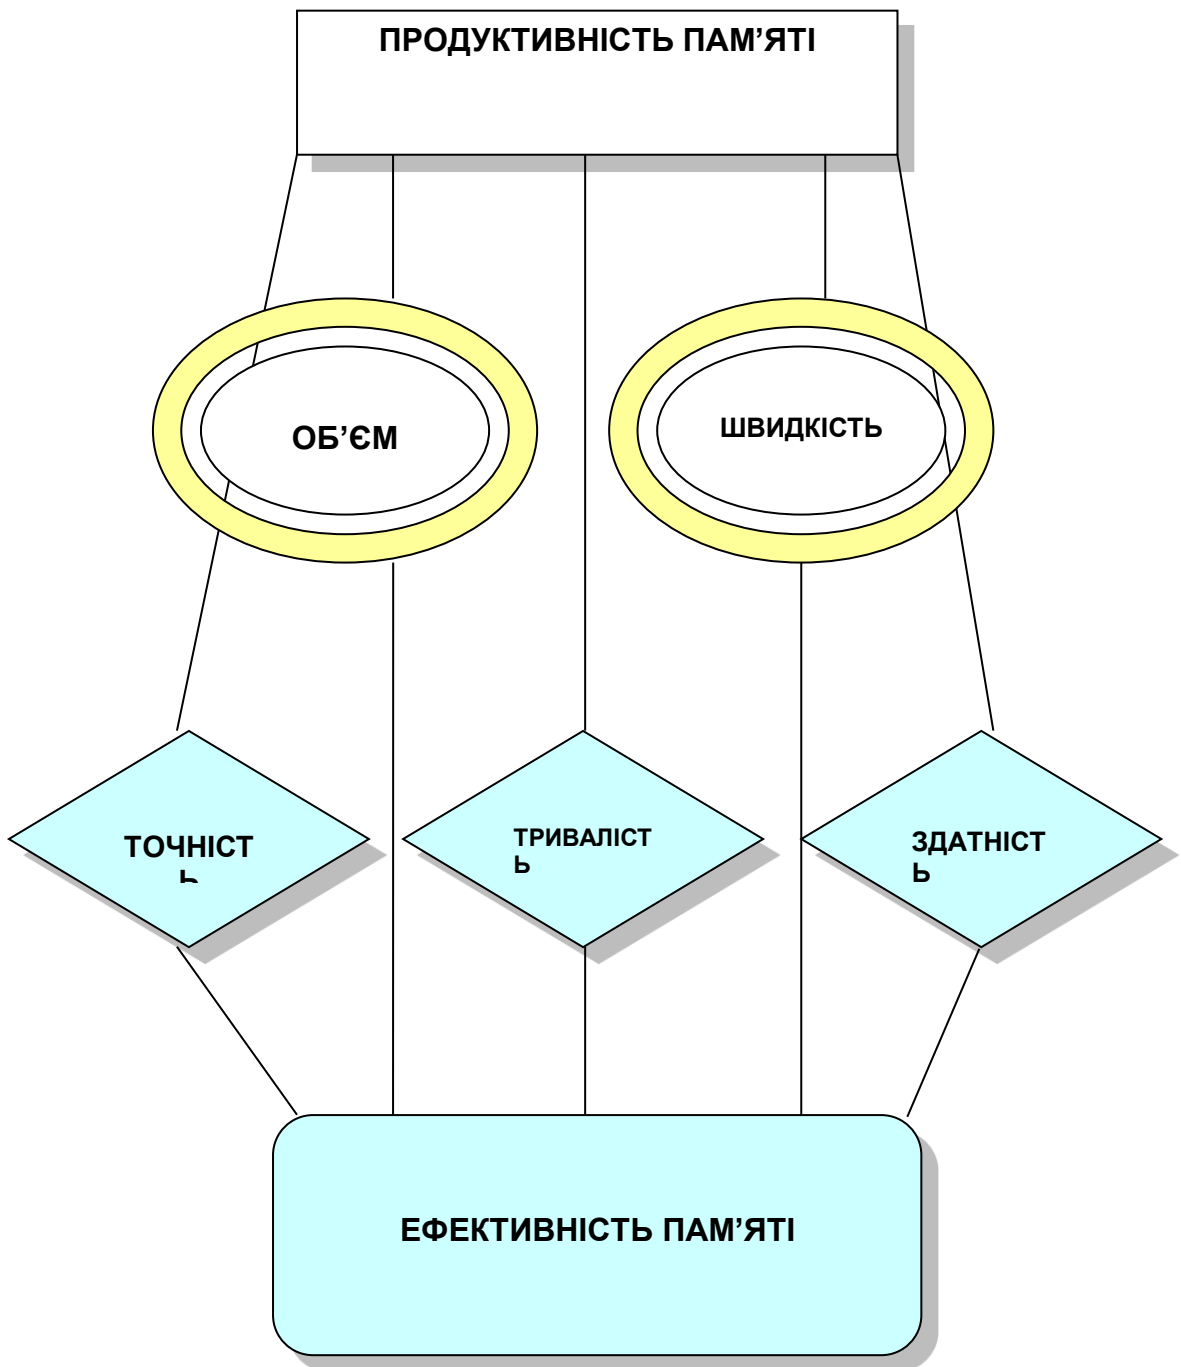 ПРОДУКТИВНІСТЬ ПАМ’ЯТІ
ОБ’ЄМ
ШВИДКІСТЬ
ТОЧНІСТ
Ь
ТРИВАЛІСТ
Ь
ЗДАТНІСТ
Ь
ЕФЕКТИВНІСТЬ ПАМ’ЯТІ